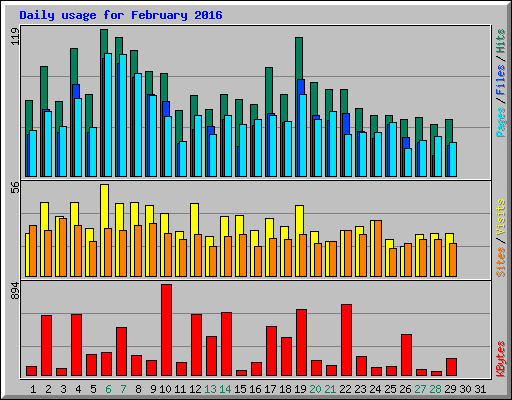 Daily usage for February 2016
119
Pages / Files / Hits
56
Sites / Visits
894
KBytes
1 2 3 4 5 6 7 8 9 10 11 12 13 14 15 16 17 18 19 20 21 22 23 24 25 26 27 28 29 30 31